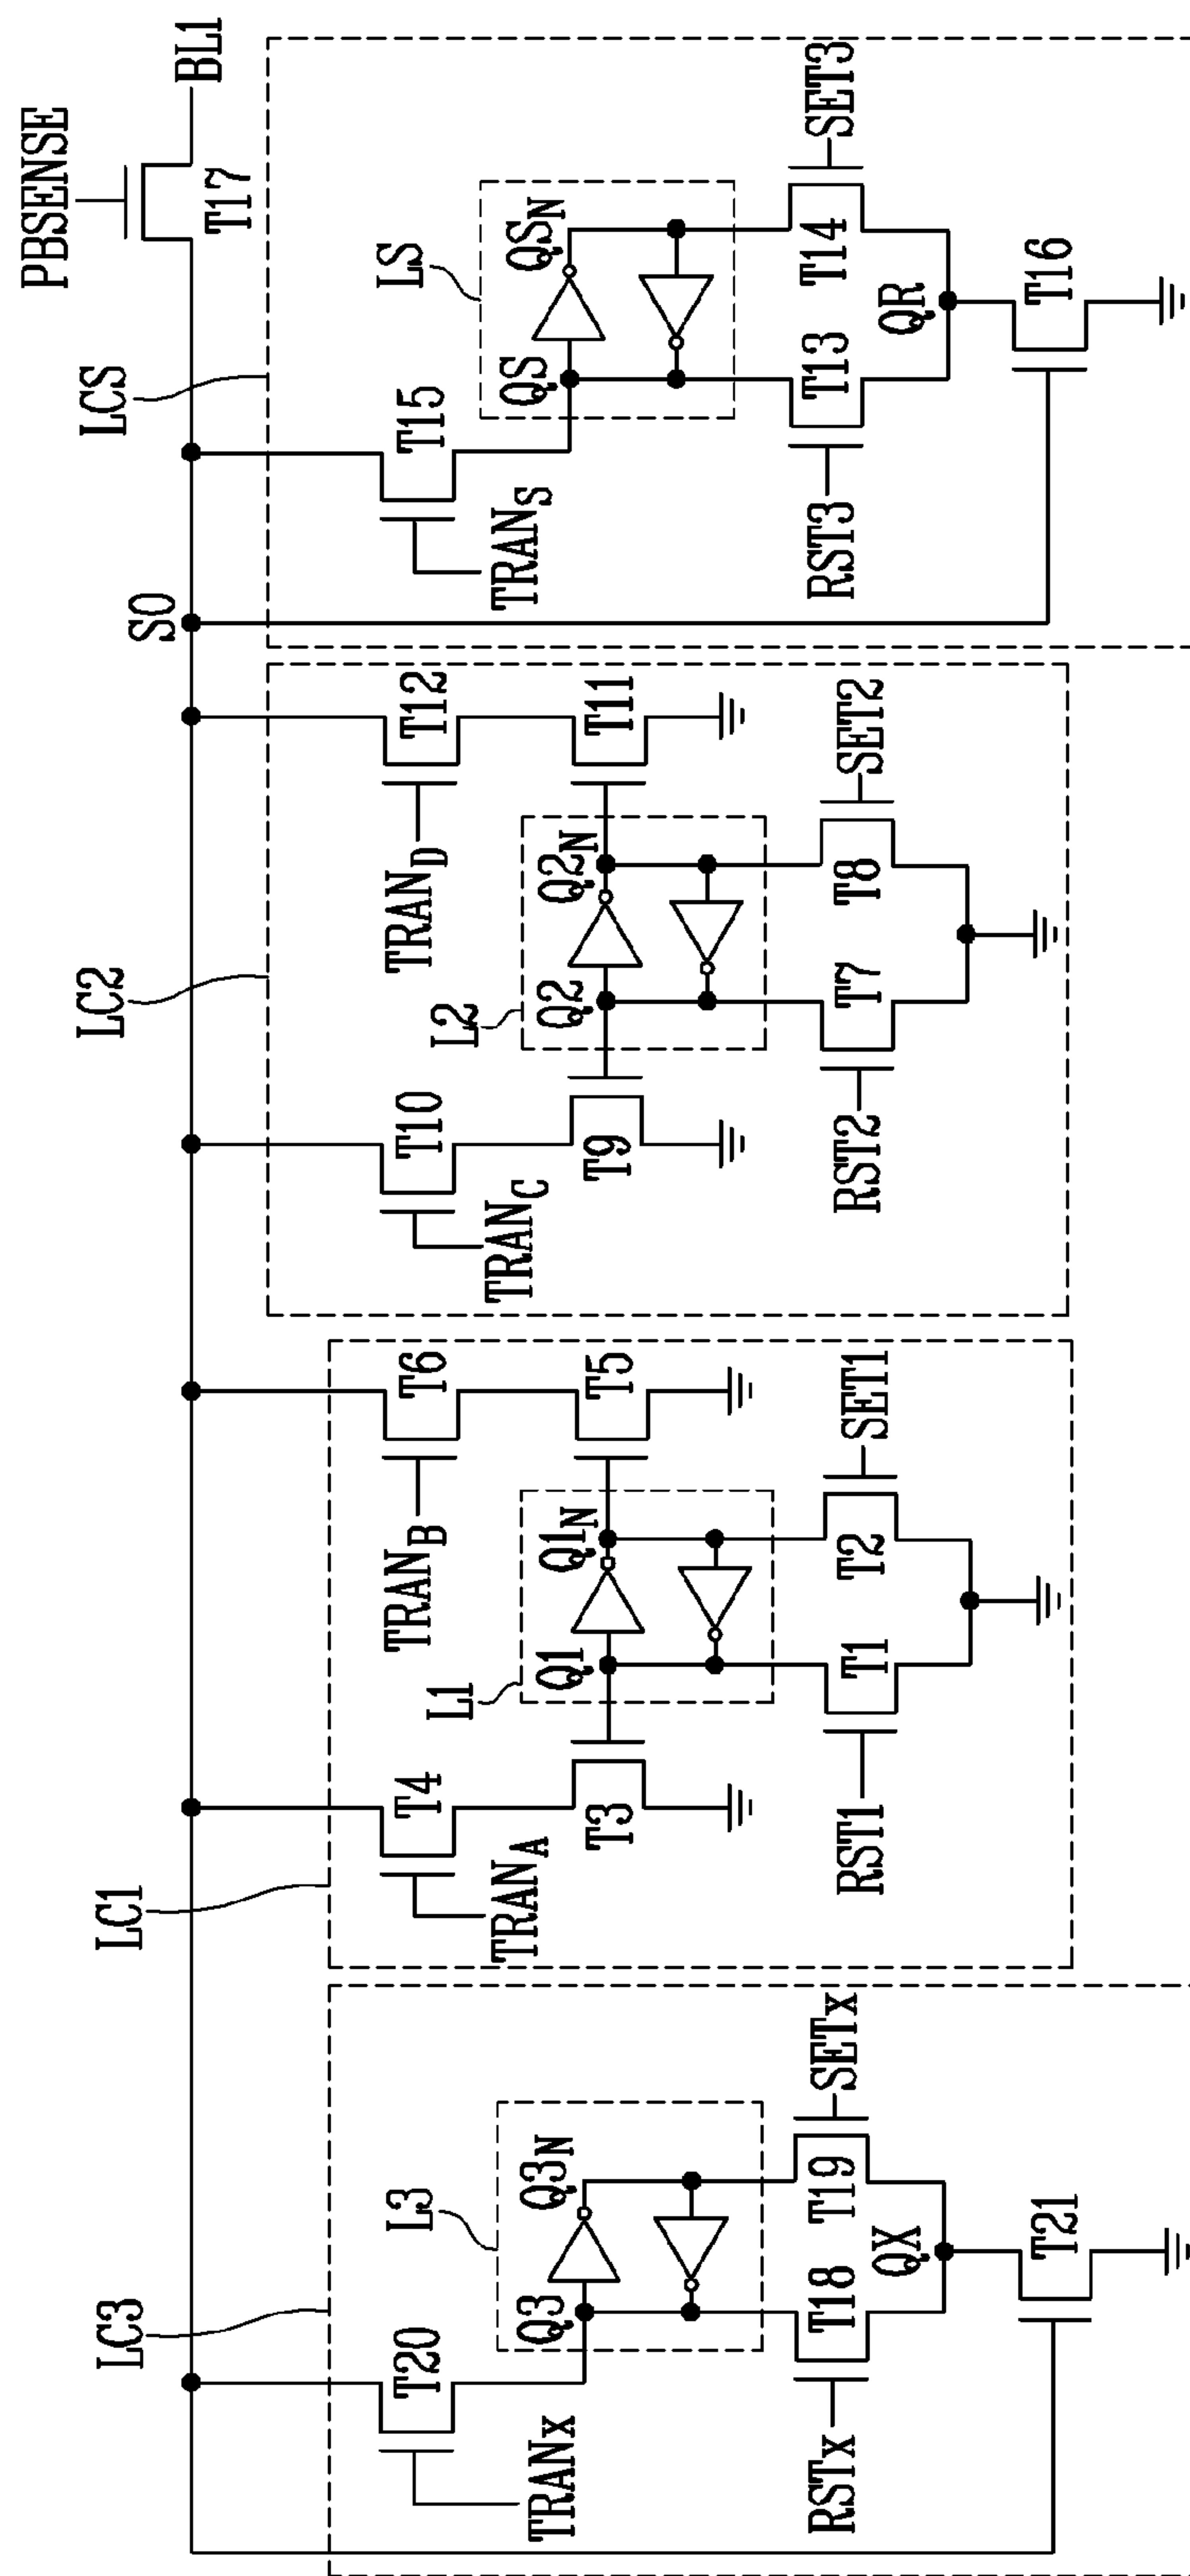 PBSENSE
T17
BL1
SO
LCS
T15
TRANS
LS
QS
QSN
RST3
T13
T14
SET3
QR
T16
LC2
T10
TRANC
T12
TRAND
L2
Q2
Q2N
T9
T11
RST2
T7
T8
SET2
LC1
T4
TRANA
T6
TRANB
L1
Q1
Q1N
T3
T5
RST1
T1
T2
SET1
LC3
T20
TRANX
L3
Q3
Q3N
RSTX
T18
T19
SETX
QX
T21